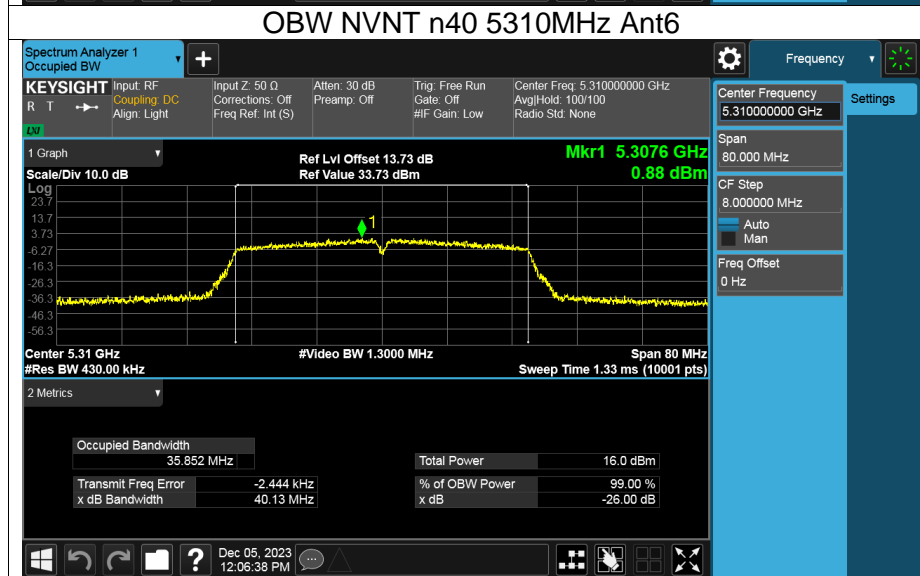 OBW NVNT n40 5310MHz Ant6
Spectrum Analyzer 1
Occupied BW
+
Frequency
KEYSIGHT
R T
LXI
Input: RF
Coupling: DC
Align: Light
Input Z: 50 Ω
Corrections: Off
Freq Ref: Int (S)
Atten: 30 dB
Preamp: Off
Trig: Free Run
Gate: Off
#IF Gain: Low
Center Freq: 5.310000000 GHz
Avg|Hold: 100/100
Radio Std: None
Center Frequency
5.310000000 GHz
Settings
Span
80.000 MHz
CF Step
8.000000 MHz
Auto
Man
Freq Offset
0 Hz
1 Graph
Scale/Div 10.0 dB
Ref Lvl Offset 13.73 dB
Ref Value 33.73 dBm
Mkr1 5.3076 GHz
0.88 dBm
Log
23.7
13.7
3.73
-6.27
-16.3
-26.3
-36.3
-46.3
-56.3
1
Center 5.31 GHz
#Res BW 430.00 kHz
#Video BW 1.3000 MHz
Span 80 MHz
Sweep Time 1.33 ms (10001 pts)
2 Metrics
Occupied Bandwidth
35.852 MHz
Total Power 16.0 dBm
Transmit Freq Error -2.444 kHz
% of OBW Power 99.00 %
x dB Bandwidth 40.13 MHz
x dB -26.00 dB
?
Dec 05, 2023
12:06:38 PM